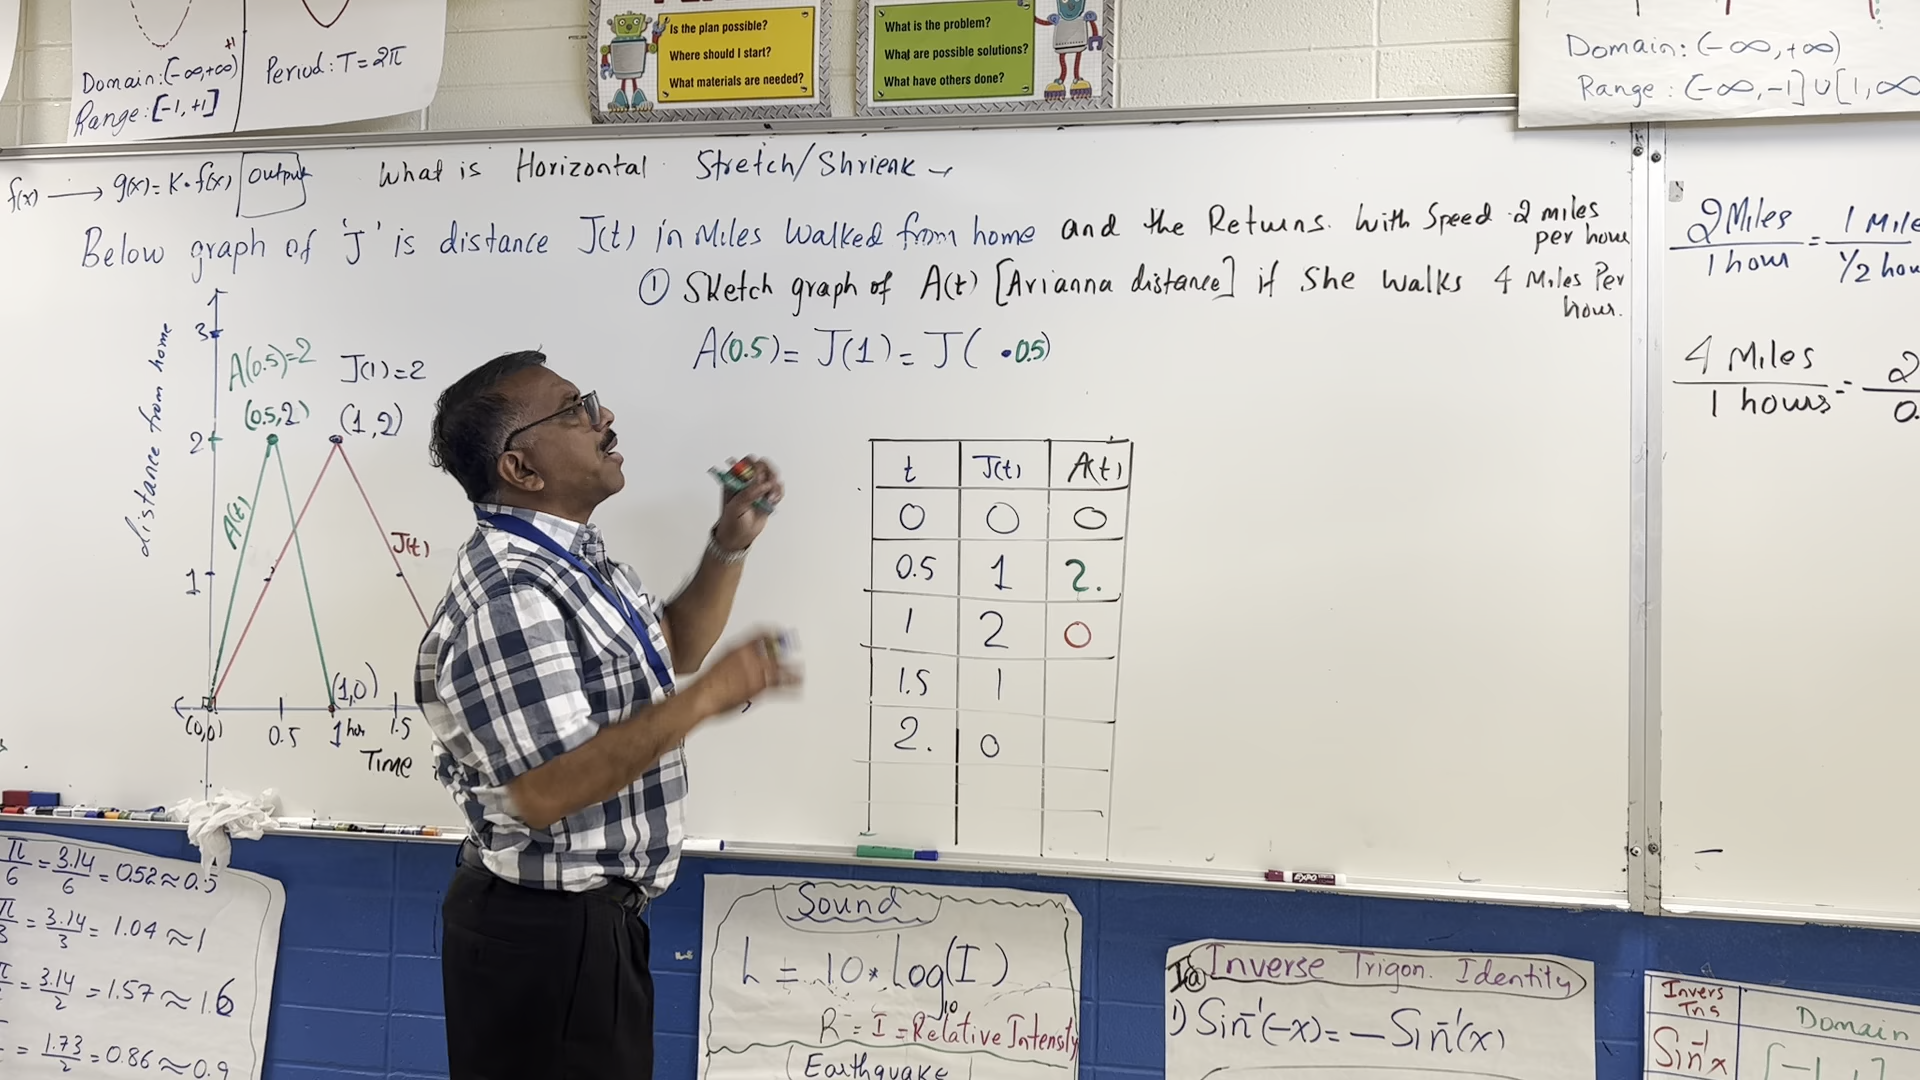 Is the plan possible?
Where should I start?
What materials are needed?
What is the problem?
What are possible solutions?
What have others done?
Domain: (-∞,+∞)
Range: [-1,+1]
+1
Period: T=2π
Domain: (-∞,+∞)
Range: (-∞,-1]∪[1,∞
f(x) → g(x)=K·f(x) Output
What is Horizontal Stretch/Shrienk
Below graph of 'J' is distance J(t) in Miles walked from home and the Returns. With Speed 2 miles
per hour
① Sketch graph of A(t) [Arianna distance] if She walks 4 Miles Per
hour.
A(0.5)= J(1)= J( •0.5)
2 Miles/1 hour = 1 Mile/½ hou
4 Miles/1 hours = 2/0.
distance from home
3
2
1
A(0.5)=2
J(1)=2
(0.5,2)
(1,2)
A(t)
J(t)
(1,0)
(0,0)
0.5
1 hor
1.5
Time
t J(t) A(t)
0 0 0
0.5 1 2.
1 2 0
1.5 1
2. 0
π/6 = 3.14/6 = 0.52≈0.5
π/3 = 3.14/3 = 1.04≈1
= 3.14/2 = 1.57≈1.6
= 1.73/2 = 0.86≈0.9
Sound
L = 10*Log10(I)
R = I = Relative Intensity
Earthquake
EXPO
Inverse Trigon. Identity
1) Sin⁻¹(-x)=-Sin⁻¹(x)
Invers
Tns
Domain
Sin⁻¹x